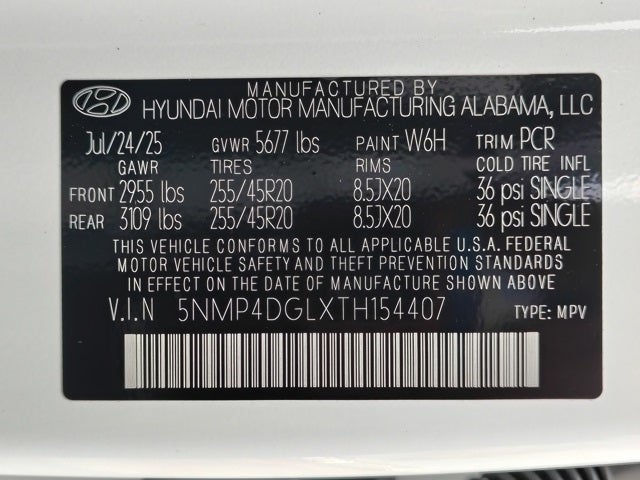 MANUFACTURED BY
HYUNDAI MOTOR MANUFACTURING ALABAMA, LLC
Jul/24/25 GVWR 5677 lbs PAINT W6H TRIM PCR
GAWR TIRES RIMS COLD TIRE INFL
FRONT 2955 lbs 255/45R20 8.5JX20 36 psi SINGLE
REAR 3109 lbs 255/45R20 8.5JX20 36 psi SINGLE
THIS VEHICLE CONFORMS TO ALL APPLICABLE U.S.A. FEDERAL
MOTOR VEHICLE SAFETY AND THEFT PREVENTION STANDARDS
IN EFFECT ON THE DATE OF MANUFACTURE SHOWN ABOVE
V.I.N 5NMP4DGLXTH154407 TYPE: MPV